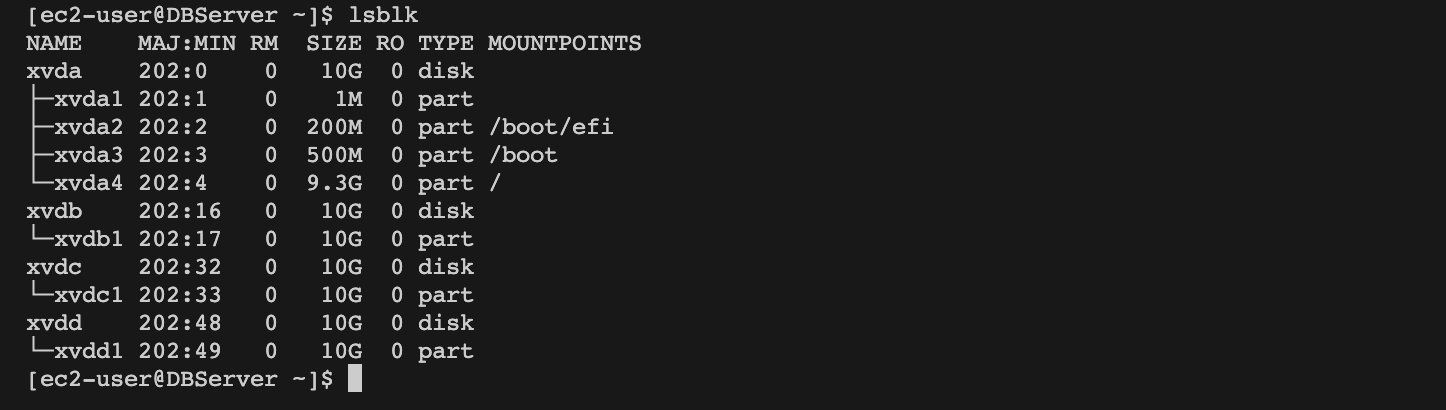 [ec2-user@DBServer ~]$ lsblk
NAME    MAJ:MIN RM  SIZE RO TYPE MOUNTPOINTS
xvda    202:0    0   10G  0 disk
├─xvda1 202:1    0    1M  0 part
├─xvda2 202:2    0  200M  0 part /boot/efi
├─xvda3 202:3    0  500M  0 part /boot
└─xvda4 202:4    0  9.3G  0 part /
xvdb    202:16   0   10G  0 disk
└─xvdb1 202:17   0   10G  0 part
xvdc    202:32   0   10G  0 disk
└─xvdc1 202:33   0   10G  0 part
xvdd    202:48   0   10G  0 disk
└─xvdd1 202:49   0   10G  0 part
[ec2-user@DBServer ~]$